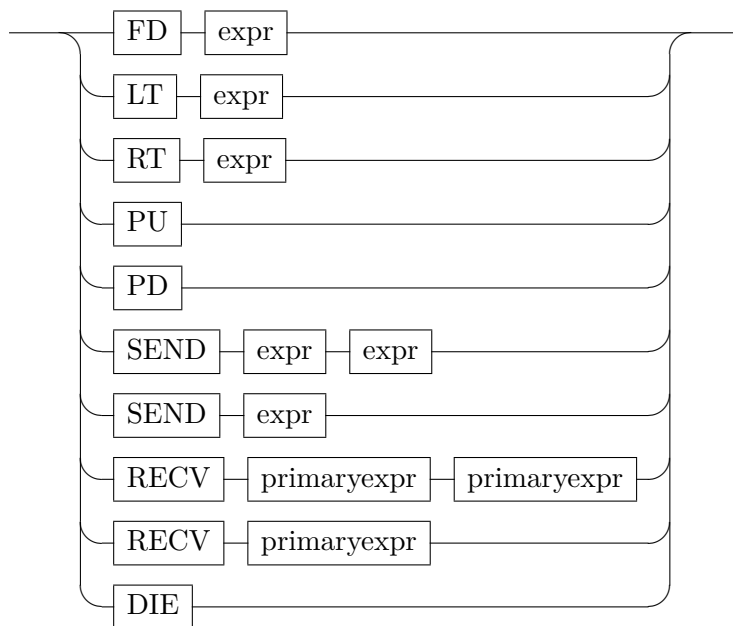 FD expr
LT expr
RT expr
PU
PD
SEND expr expr
SEND expr
RECV primaryexpr primaryexpr
RECV primaryexpr
DIE